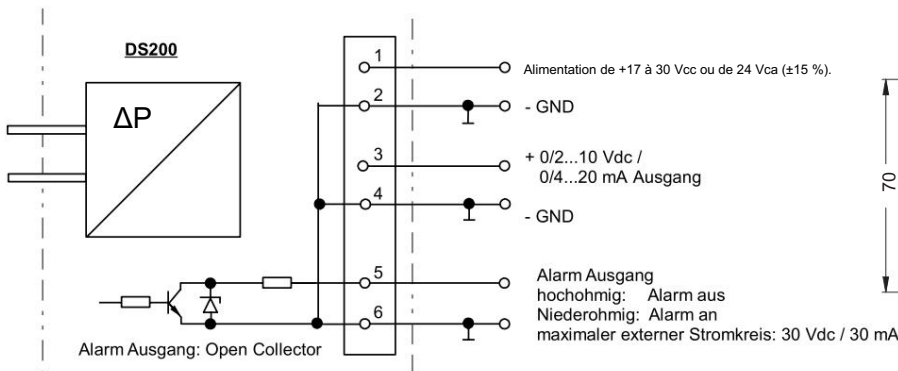 DS200
ΔP
1
Alimentation de +17 à 30 Vcc ou de 24 Vca (±15 %).
2
- GND
3
+ 0/2...10 Vdc /
0/4...20 mA Ausgang
4
- GND
70
5
Alarm Ausgang
hochohmig: Alarm aus
Niederohmig: Alarm an
maximaler externer Stromkreis: 30 Vdc / 30 mA
6
Alarm Ausgang: Open Collector